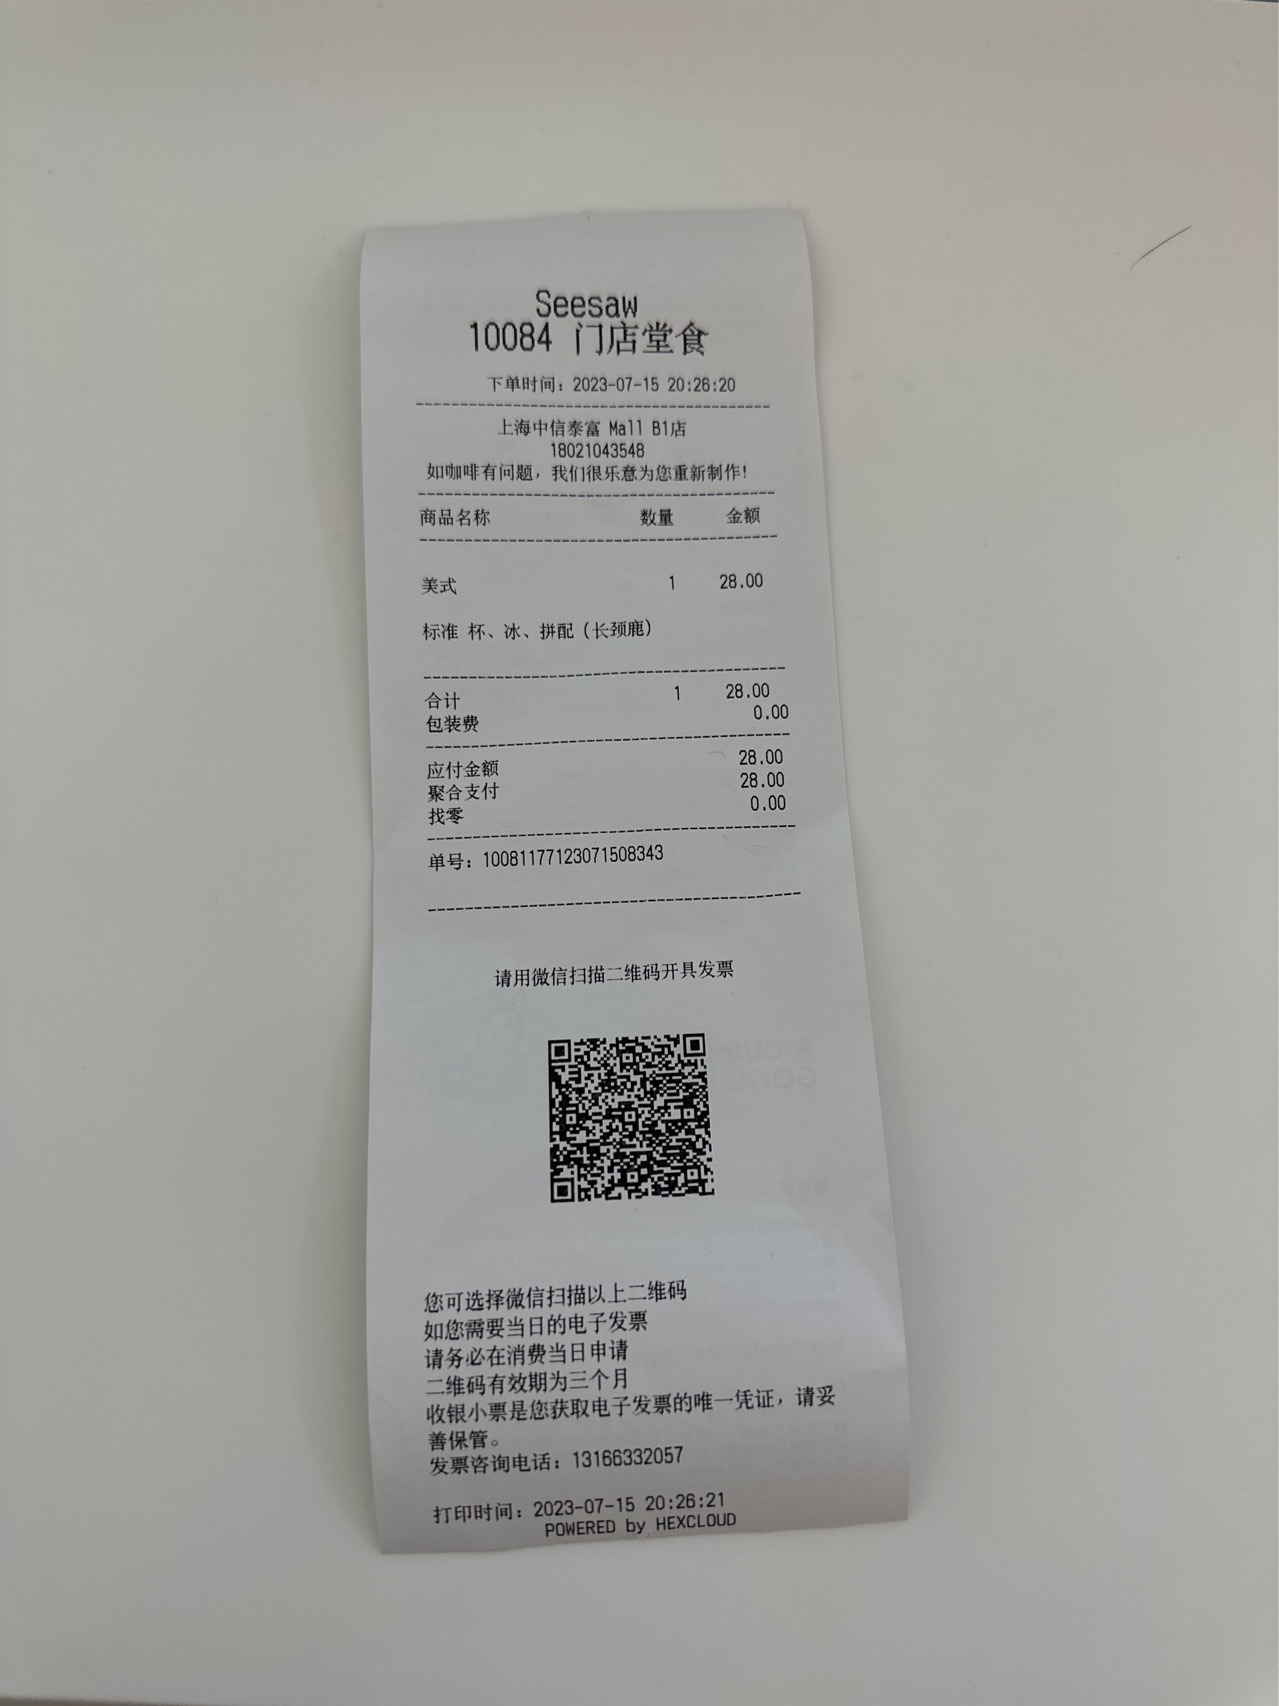 Seesaw
10084 门店堂食
下单时间：2023-07-15 20:26:20
上海中信泰富 Mall B1店
18021043548
如咖啡有问题，我们很乐意为您重新制作！
商品名称 数量 金额
美式 1 28.00
标准 杯、冰、拼配（长颈鹿）
合计 1 28.00
包装费 0.00
应付金额 28.00
聚合支付 28.00
找零 0.00
单号：10081177123071508343
请用微信扫描二维码开具发票
您可选择微信扫描以上二维码
如您需要当日的电子发票
请务必在消费当日申请
二维码有效期为三个月
收银小票是您获取电子发票的唯一凭证，请妥
善保管。
发票咨询电话：13166332057
打印时间：2023-07-15 20:26:21
POWERED by HEXCLOUD